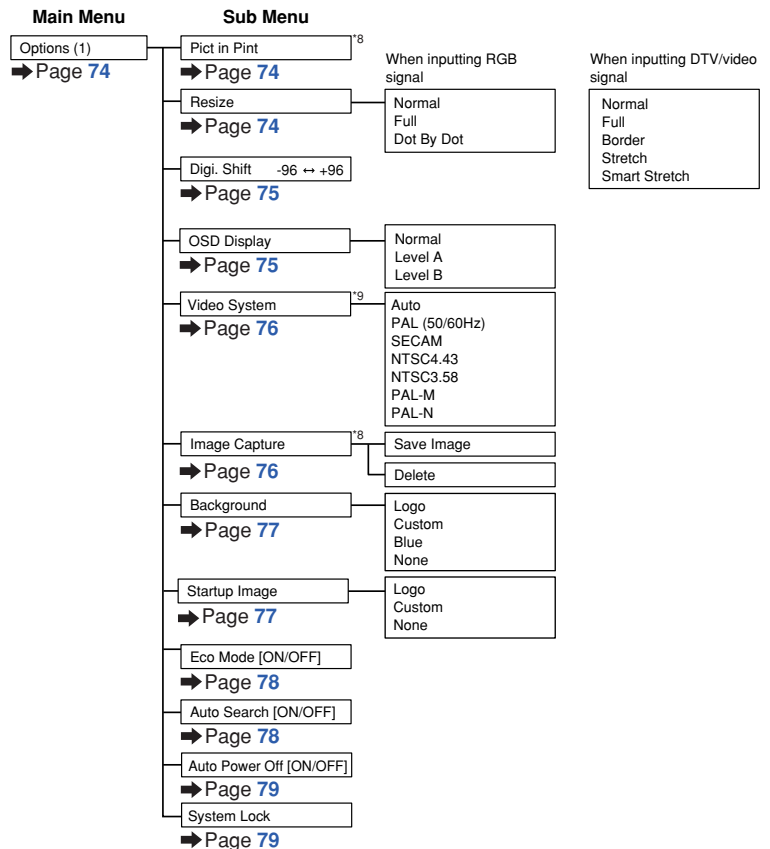 Main Menu
Sub Menu
Options (1)
➡ Page 74
Pict in Pint *8
➡ Page 74
When inputting RGB
signal
When inputting DTV/video
signal
Resize
➡ Page 74
Normal
Full
Dot By Dot
Normal
Full
Border
Stretch
Smart Stretch
Digi. Shift -96 ↔ +96
➡ Page 75
OSD Display
➡ Page 75
Normal
Level A
Level B
Video System *9
➡ Page 76
Auto
PAL (50/60Hz)
SECAM
NTSC4.43
NTSC3.58
PAL-M
PAL-N
Image Capture *8
➡ Page 76
Save Image
Delete
Background
➡ Page 77
Logo
Custom
Blue
None
Startup Image
➡ Page 77
Logo
Custom
None
Eco Mode [ON/OFF]
➡ Page 78
Auto Search [ON/OFF]
➡ Page 78
Auto Power Off [ON/OFF]
➡ Page 79
System Lock
➡ Page 79